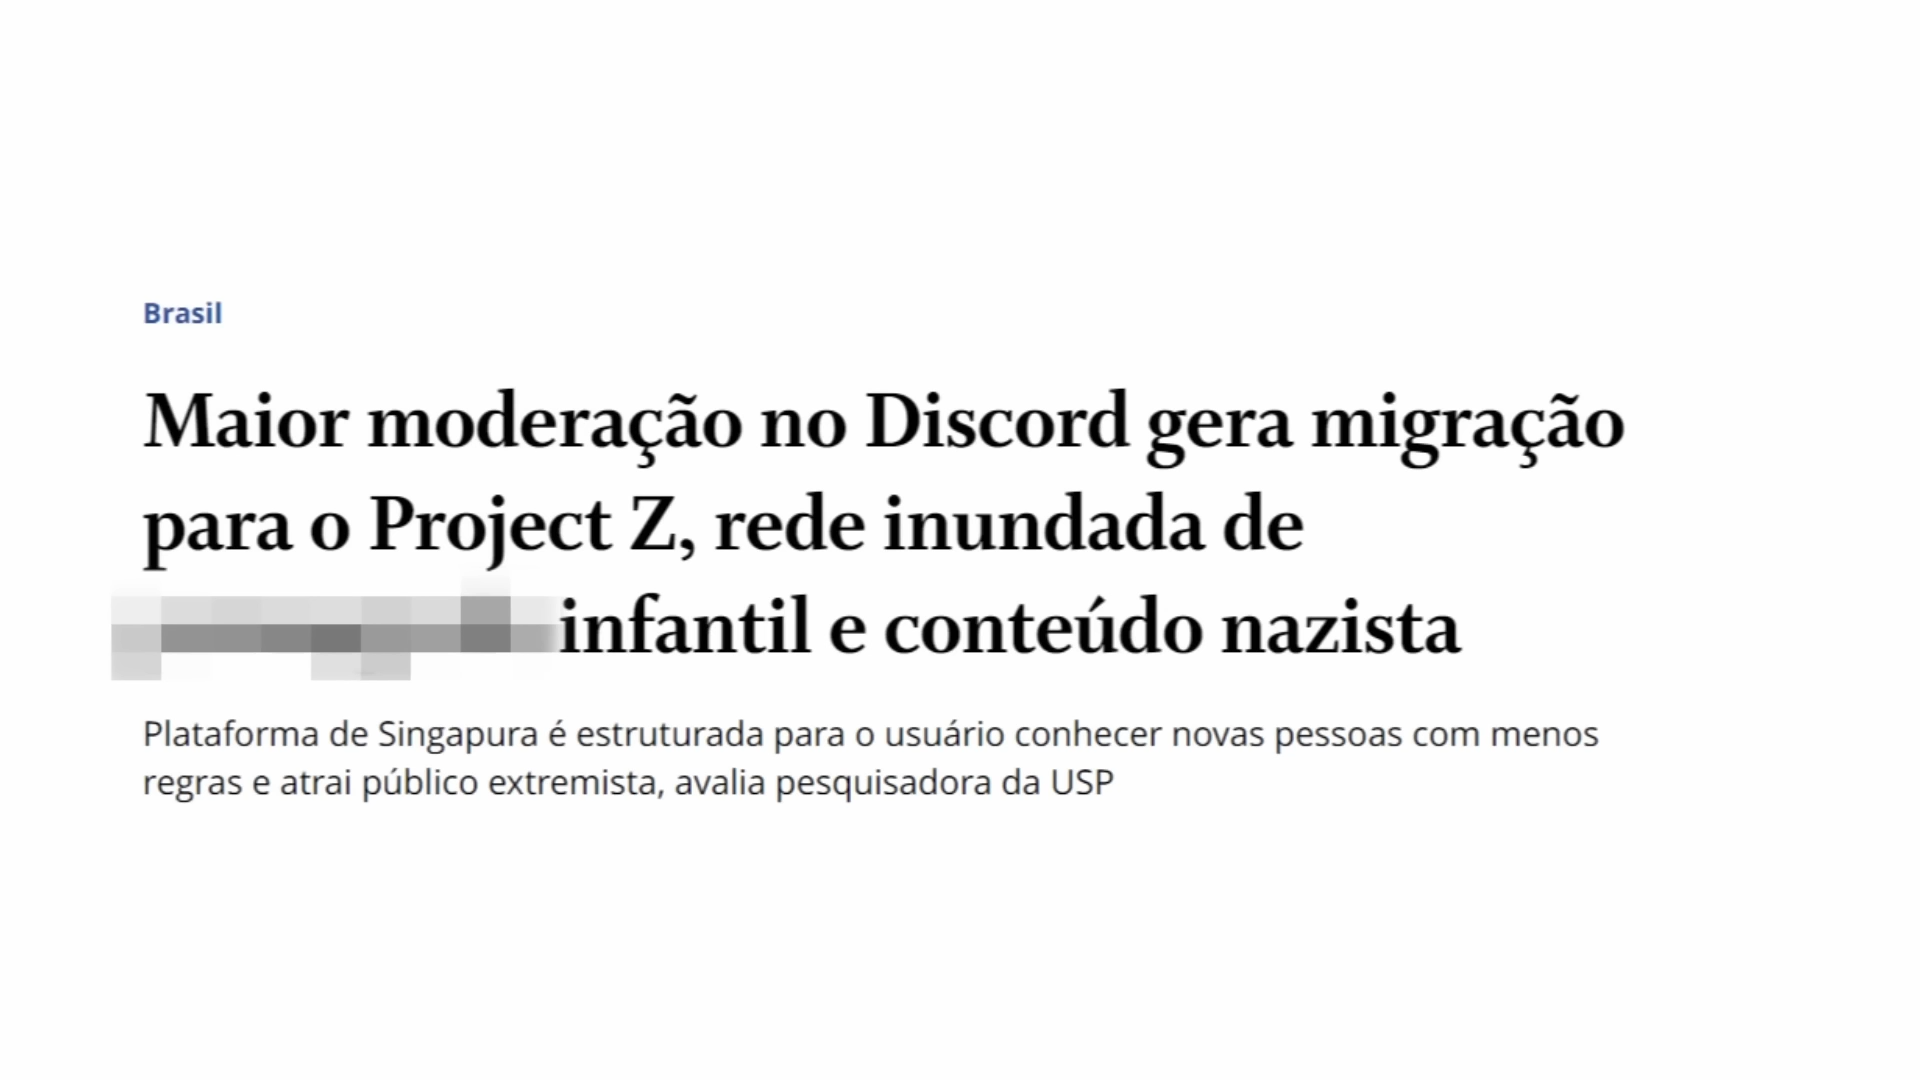 Brasil
Maior moderação no Discord gera migração
para o Project Z, rede inundada de
infantil e conteúdo nazista
Plataforma de Singapura é estruturada para o usuário conhecer novas pessoas com menos
regras e atrai público extremista, avalia pesquisadora da USP